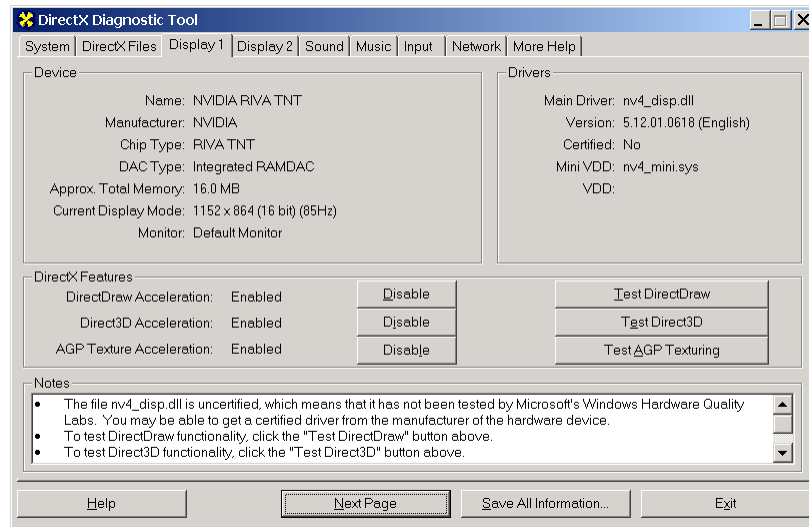 DirectX Diagnostic Tool
System DirectX Files Display 1 Display 2 Sound Music Input Network More Help
Device
Name: NVIDIA RIVA TNT
Manufacturer: NVIDIA
Chip Type: RIVA TNT
DAC Type: Integrated RAMDAC
Approx. Total Memory: 16.0 MB
Current Display Mode: 1152 x 864 (16 bit) (85Hz)
Monitor: Default Monitor
Drivers
Main Driver: nv4_disp.dll
Version: 5.12.01.0618 (English)
Certified: No
Mini VDD: nv4_mini.sys
VDD:
DirectX Features
DirectDraw Acceleration: Enabled Disable Test DirectDraw
Direct3D Acceleration: Enabled Disable Test Direct3D
AGP Texture Acceleration: Enabled Disable Test AGP Texturing
Notes
• The file nv4_disp.dll is uncertified, which means that it has not been tested by Microsoft's Windows Hardware Quality
Labs. You may be able to get a certified driver from the manufacturer of the hardware device.
• To test DirectDraw functionality, click the "Test DirectDraw" button above.
• To test Direct3D functionality, click the "Test Direct3D" button above.
Help Next Page Save All Information... Exit